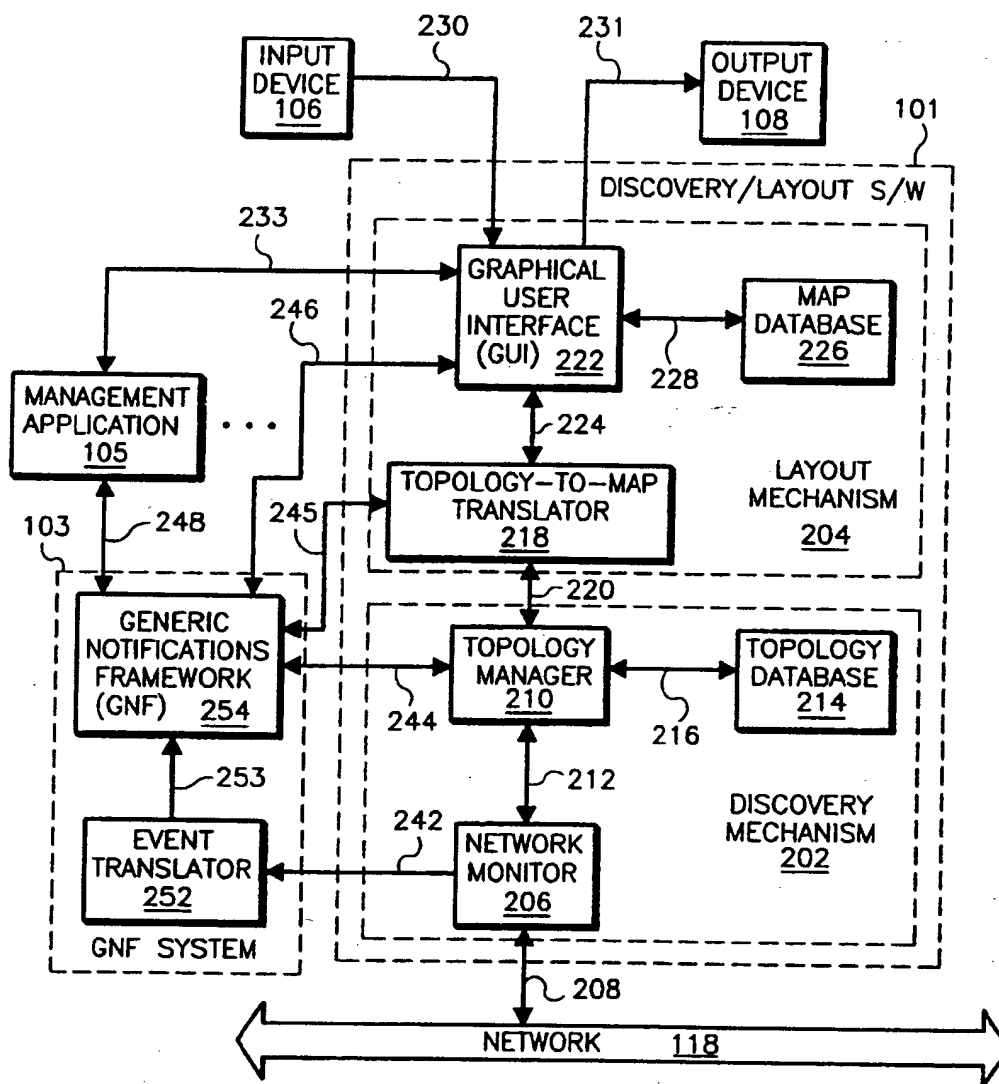 230
231
INPUT
DEVICE
106
OUTPUT
DEVICE
108
101
DISCOVERY/LAYOUT S/W
233
GRAPHICAL
USER
INTERFACE
(GUI) 222
MAP
DATABASE
226
228
246
MANAGEMENT
APPLICATION
105
. . .
224
248
245
TOPOLOGY-TO-MAP
TRANSLATOR
218
LAYOUT
MECHANISM
204
103
220
GENERIC
NOTIFICATIONS
FRAMEWORK
(GNF) 254
TOPOLOGY
MANAGER
210
TOPOLOGY
DATABASE
214
244
216
253
212
EVENT
TRANSLATOR
252
242
NETWORK
MONITOR
206
DISCOVERY
MECHANISM
202
GNF SYSTEM
208
NETWORK 118